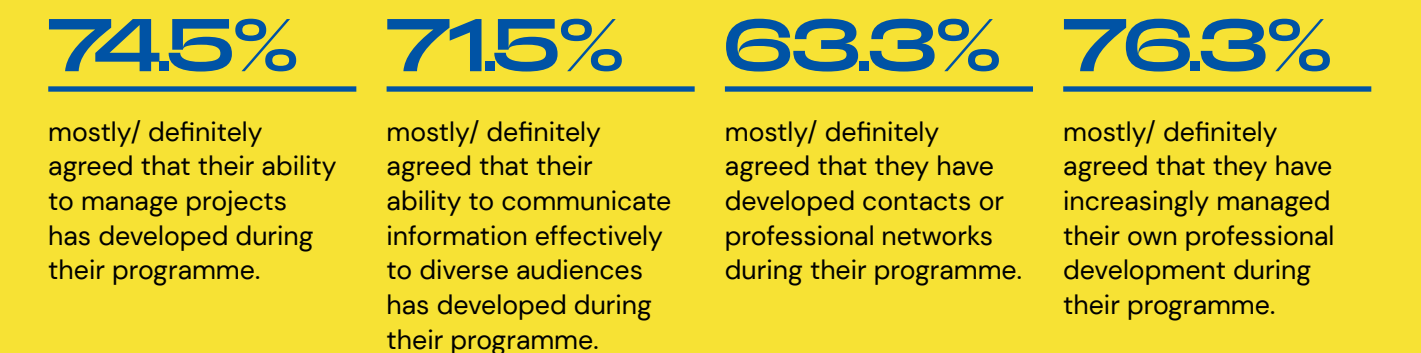 74.5%
mostly/ definitely
agreed that their ability
to manage projects
has developed during
their programme.
71.5%
mostly/ definitely
agreed that their
ability to communicate
information effectively
to diverse audiences
has developed during
their programme.
63.3%
mostly/ definitely
agreed that they have
developed contacts or
professional networks
during their programme.
76.3%
mostly/ definitely
agreed that they have
increasingly managed
their own professional
development during
their programme.